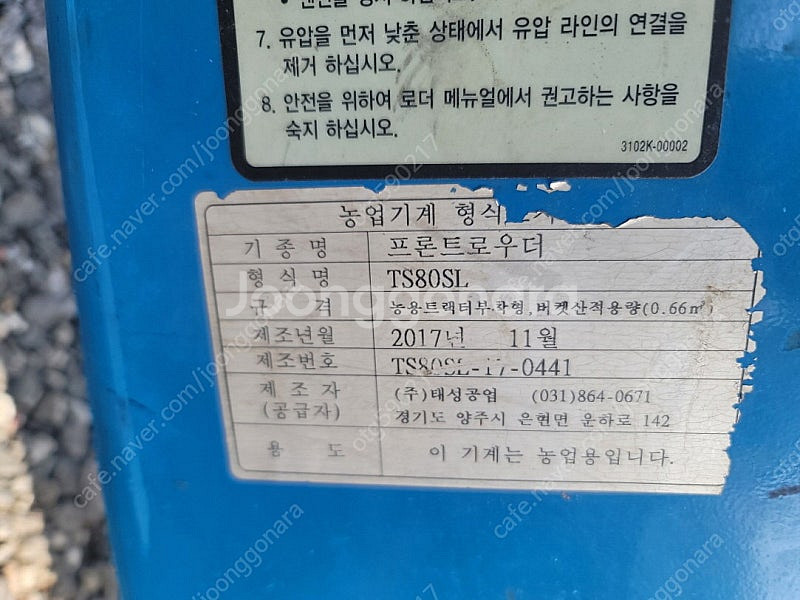 7. 유압을 먼저 낮춘 상태에서 유압 라인의 연결을
제거 하십시오.
8. 안전을 위하여 로더 메뉴얼에서 권고하는 사항을
숙지 하십시오.
3102K-00002
농업기계 형식
기종명 프론트로우더
형식명 TS80SL
규격 농용트랙터부착형,버켓산적용량(0.66㎥)
제조년월 2017년 11월
제조번호 TS80SL-17-0441
제조자 (주)태성공업 (031)864-0671
(공급자) 경기도 양주시 은현면 운하로 142
용도 이 기계는 농업용입니다.
Joonggonara
cafe.naver.com/joonggonara